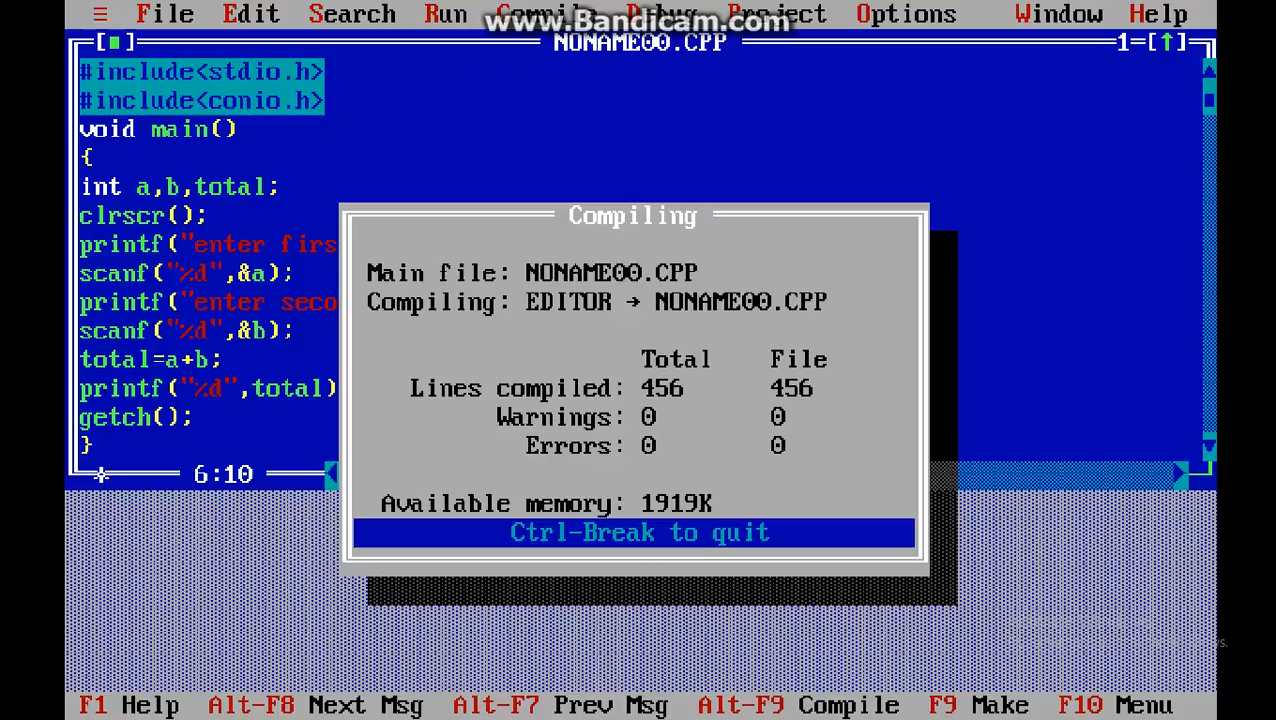 ≡ File Edit Search Run Compile Debug Project Options Window Help
www.Bandicam.com
[■] NONAME00.CPP 1=[↑]
#include<stdio.h>
#include<conio.h>
void main()
{
int a,b,total;
clrscr();
printf("enter firs
scanf("%d",&a);
printf("enter seco
scanf("%d",&b);
total=a+b;
printf("%d",total)
getch();
}
6:10
Compiling
Main file: NONAME00.CPP
Compiling: EDITOR → NONAME00.CPP
Total File
Lines compiled: 456 456
Warnings: 0 0
Errors: 0 0
Available memory: 1919K
Ctrl-Break to quit
F1 Help Alt-F8 Next Msg Alt-F7 Prev Msg Alt-F9 Compile F9 Make F10 Menu